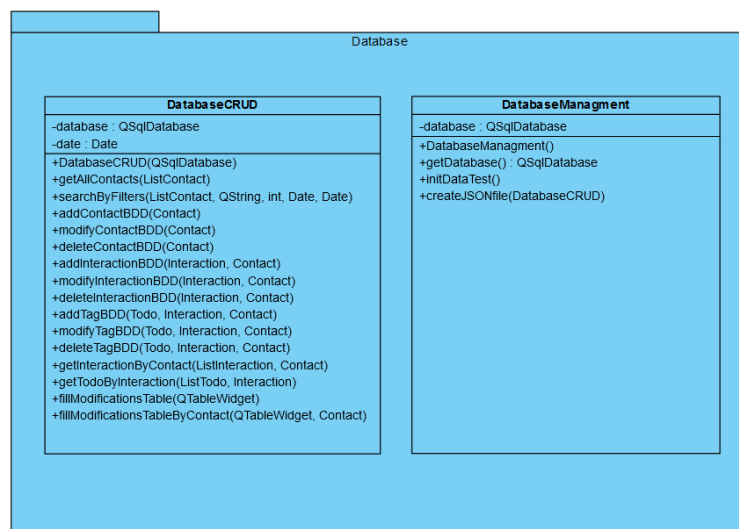 Database
DatabaseCRUD
-database : QSqlDatabase
-date : Date
+DatabaseCRUD(QSqlDatabase)
+getAllContacts(ListContact)
+searchByFilters(ListContact, QString, int, Date, Date)
+addContactBDD(Contact)
+modifyContactBDD(Contact)
+deleteContactBDD(Contact)
+addInteractionBDD(Interaction, Contact)
+modifyInteractionBDD(Interaction, Contact)
+deleteInteractionBDD(Interaction, Contact)
+addTagBDD(Todo, Interaction, Contact)
+modifyTagBDD(Todo, Interaction, Contact)
+deleteTagBDD(Todo, Interaction, Contact)
+getInteractionByContact(ListInteraction, Contact)
+getTodoByInteraction(ListTodo, Interaction)
+fillModificationsTable(QTableWidget)
+fillModificationsTableByContact(QTableWidget, Contact)
DatabaseManagment
-database : QSqlDatabase
+DatabaseManagment()
+getDatabase() : QSqlDatabase
+initDataTest()
+createJSONfile(DatabaseCRUD)